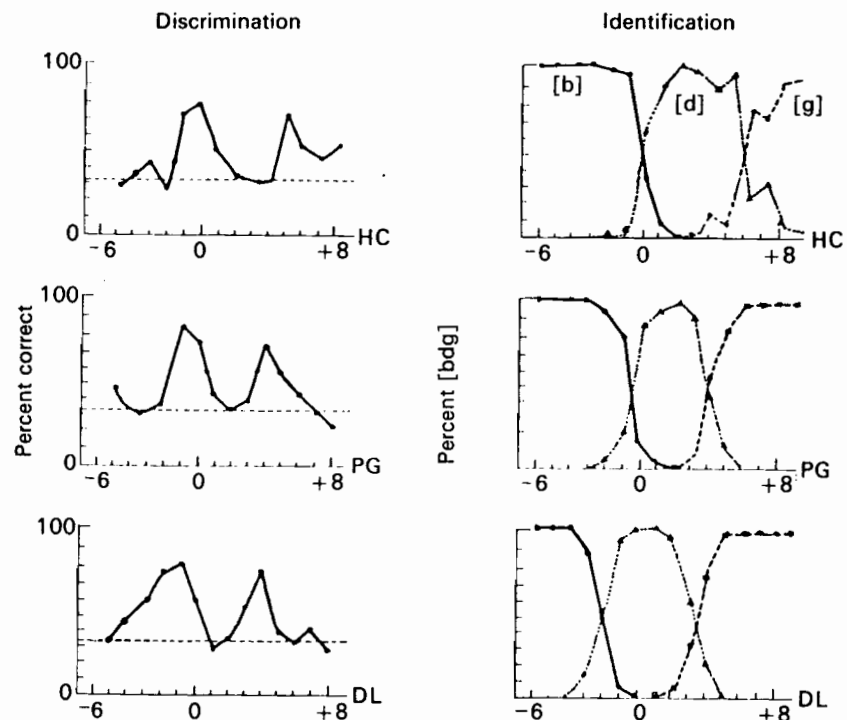 Discrimination
Identification
Percent correct
Percent [bdg]
100
0
-6 0 +8 HC
[b] [d] [g]
-6 0 +8 HC
100
0
-6 0 +8 PG
-6 0 +8 PG
100
0
-6 0 +8 DL
-6 0 +8 DL